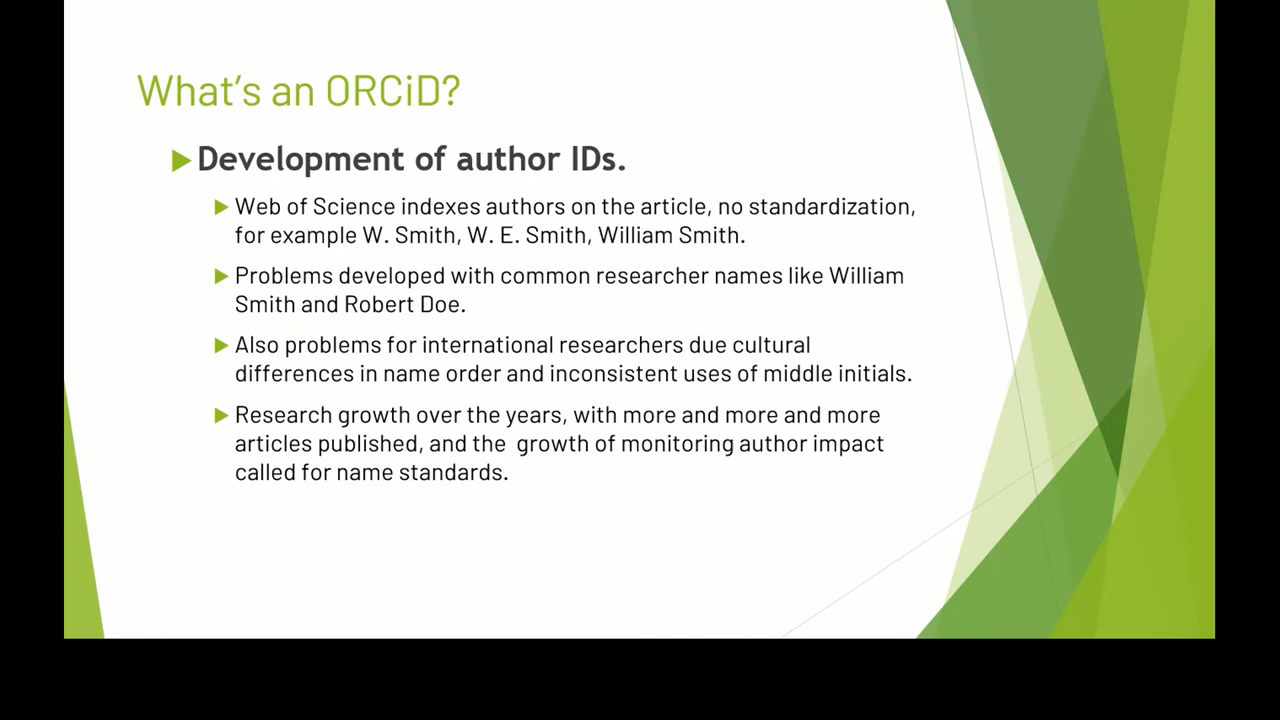 What's an ORCiD?
Development of author IDs.
Web of Science indexes authors on the article, no standardization,
for example W. Smith, W. E. Smith, William Smith.
Problems developed with common researcher names like William
Smith and Robert Doe.
Also problems for international researchers due cultural
differences in name order and inconsistent uses of middle initials.
Research growth over the years, with more and more and more
articles published, and the  growth of monitoring author impact
called for name standards.